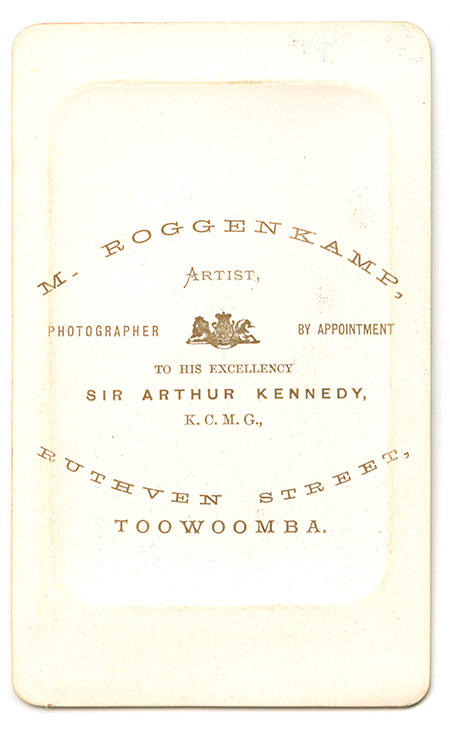 M. ROGGENKAMP,
ARTIST,
PHOTOGRAPHER BY APPOINTMENT
TO HIS EXCELLENCY
SIR ARTHUR KENNEDY,
K. C. M. G.,
RUTHVEN STREET,
TOOWOOMBA.